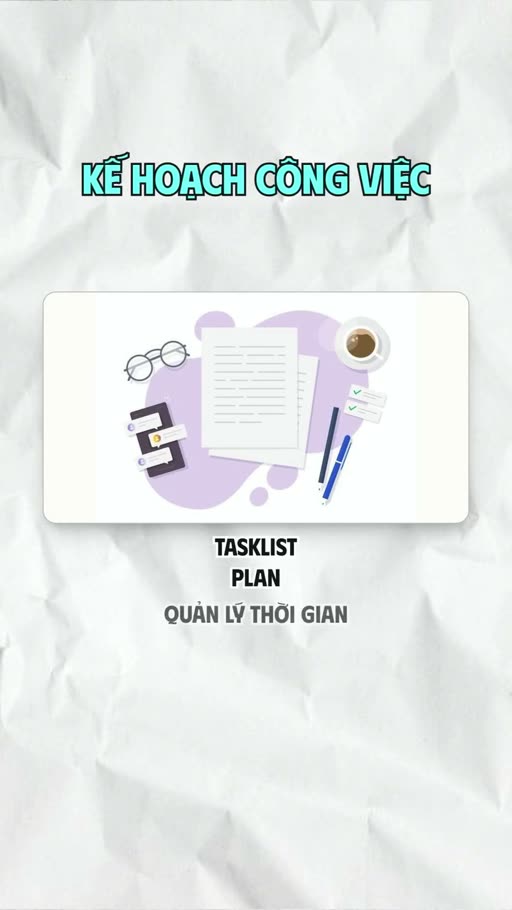 KẾ HOẠCH CÔNG VIỆC
TASKLIST
PLAN
QUẢN LÝ THỜI GIAN